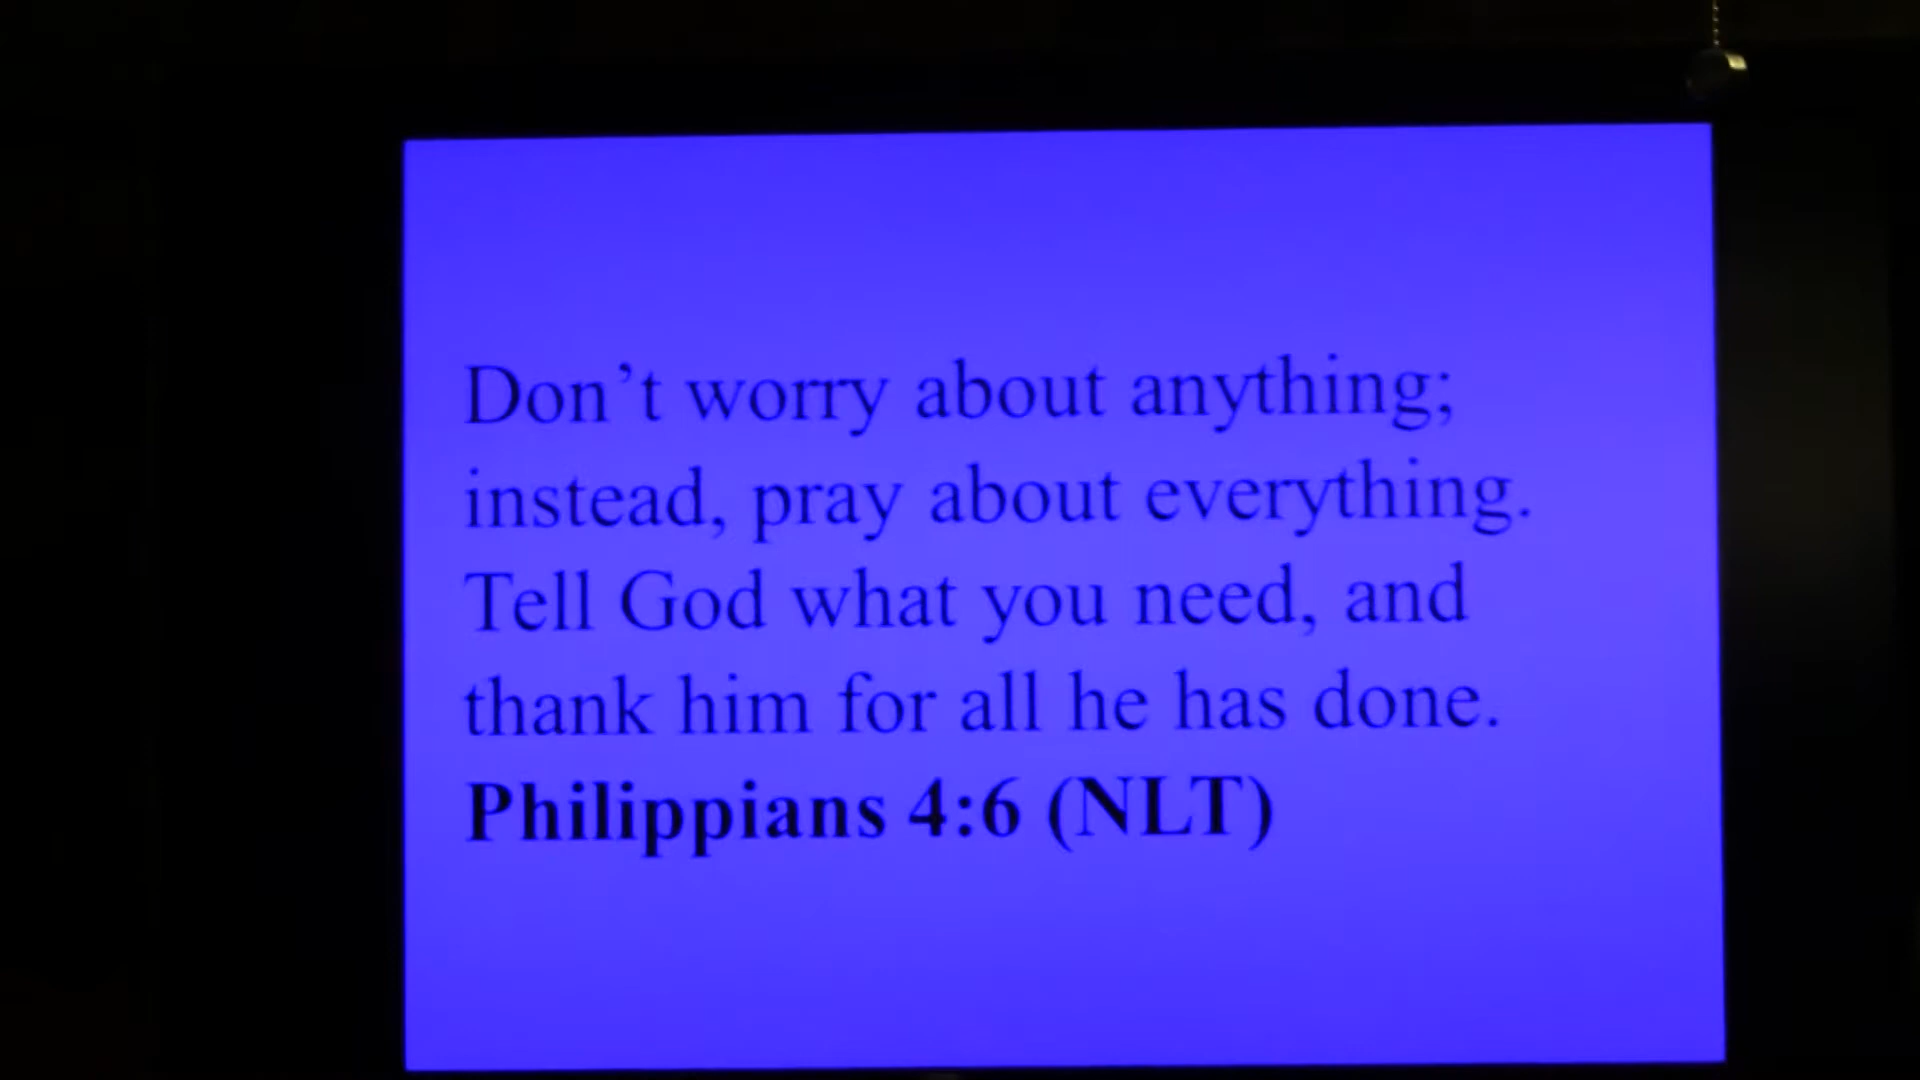 Don’t worry about anything;
instead, pray about everything.
Tell God what you need, and
thank him for all he has done.
Philippians 4:6 (NLT)